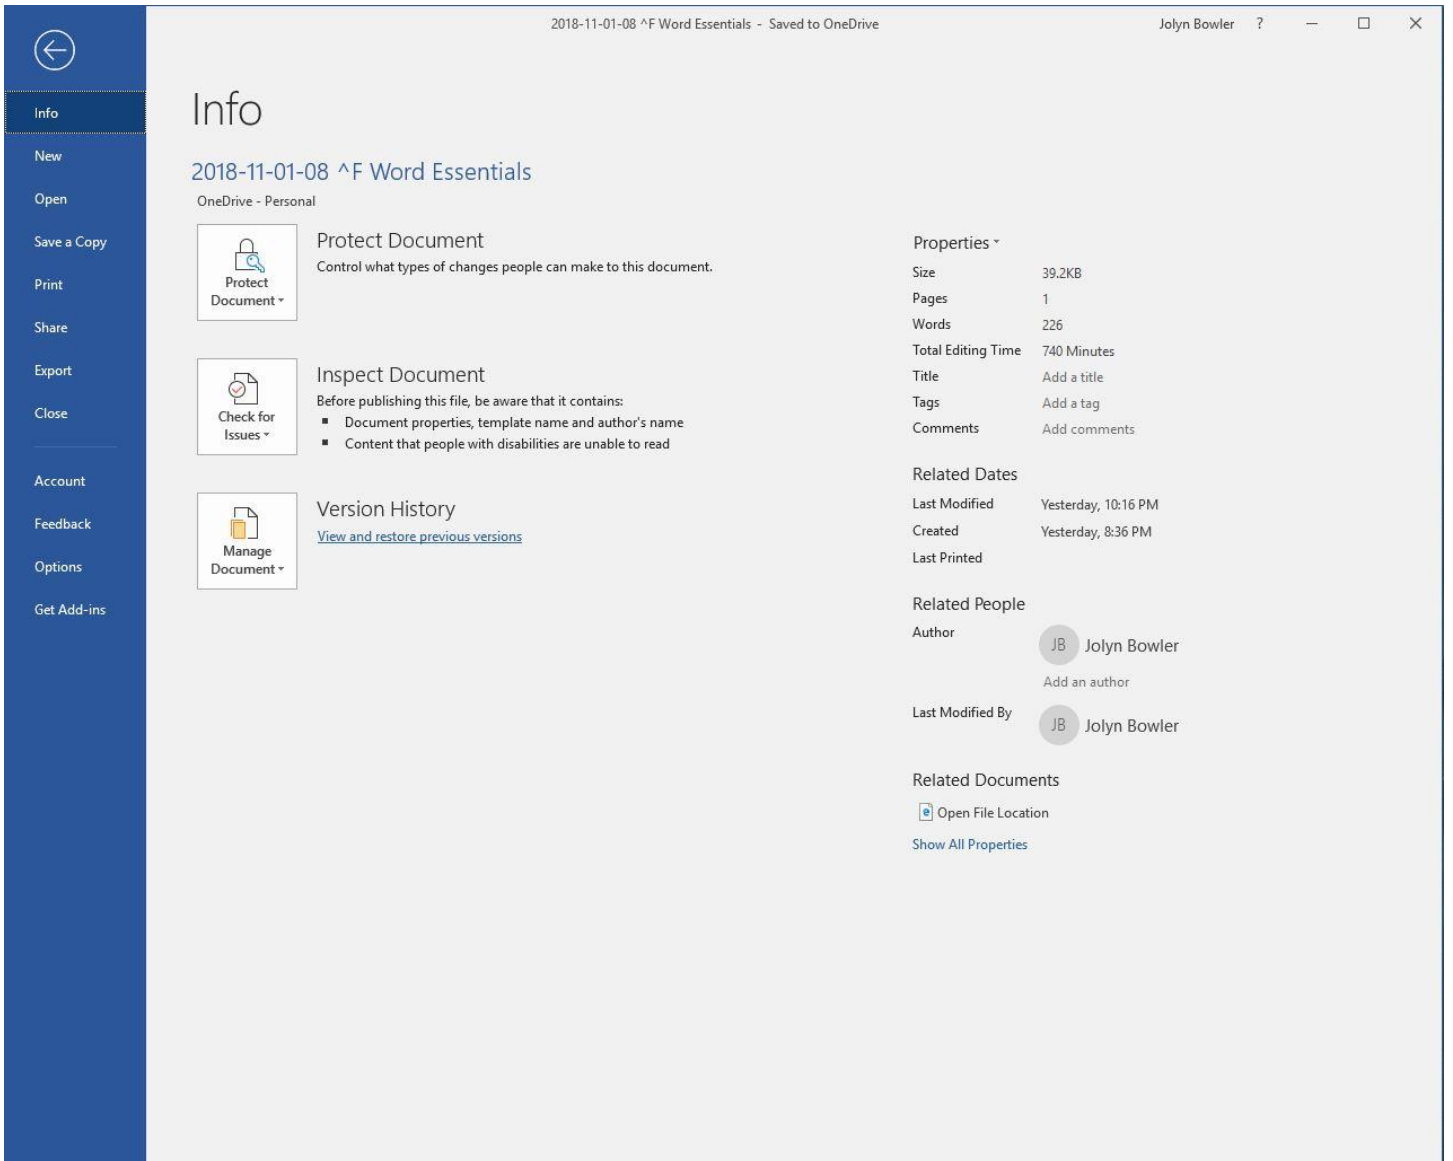 2018-11-01-08 ^F Word Essentials - Saved to OneDrive
Jolyn Bowler ?
Info
New
Open
Save a Copy
Print
Share
Export
Close
Account
Feedback
Options
Get Add-ins
Info
2018-11-01-08 ^F Word Essentials
OneDrive - Personal
Protect
Document
Protect Document
Control what types of changes people can make to this document.
Check for
Issues
Inspect Document
Before publishing this file, be aware that it contains:
Document properties, template name and author's name
Content that people with disabilities are unable to read
Manage
Document
Version History
View and restore previous versions
Properties
Size 39.2KB
Pages 1
Words 226
Total Editing Time 740 Minutes
Title Add a title
Tags Add a tag
Comments Add comments
Related Dates
Last Modified Yesterday, 10:16 PM
Created Yesterday, 8:36 PM
Last Printed
Related People
Author JB Jolyn Bowler
Add an author
Last Modified By JB Jolyn Bowler
Related Documents
Open File Location
Show All Properties